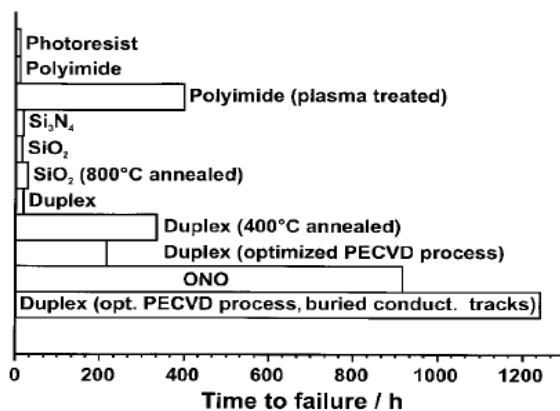 Photoresist
Polyimide
Polyimide (plasma treated)
Si₃N₄
SiO₂
SiO₂ (800°C annealed)
Duplex
Duplex (400°C annealed)
Duplex (optimized PECVD process)
ONO
Duplex (opt. PECVD process, buried conduct. tracks)
0 200 400 600 800 1000 1200
Time to failure / h